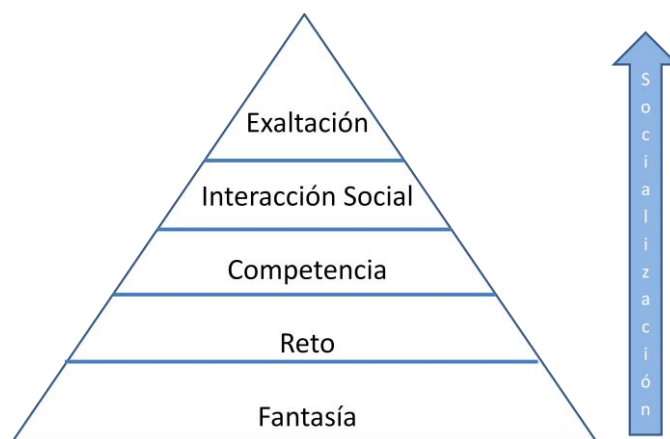 Exaltación
Interacción Social
Competencia
Reto
Fantasía
Socialización